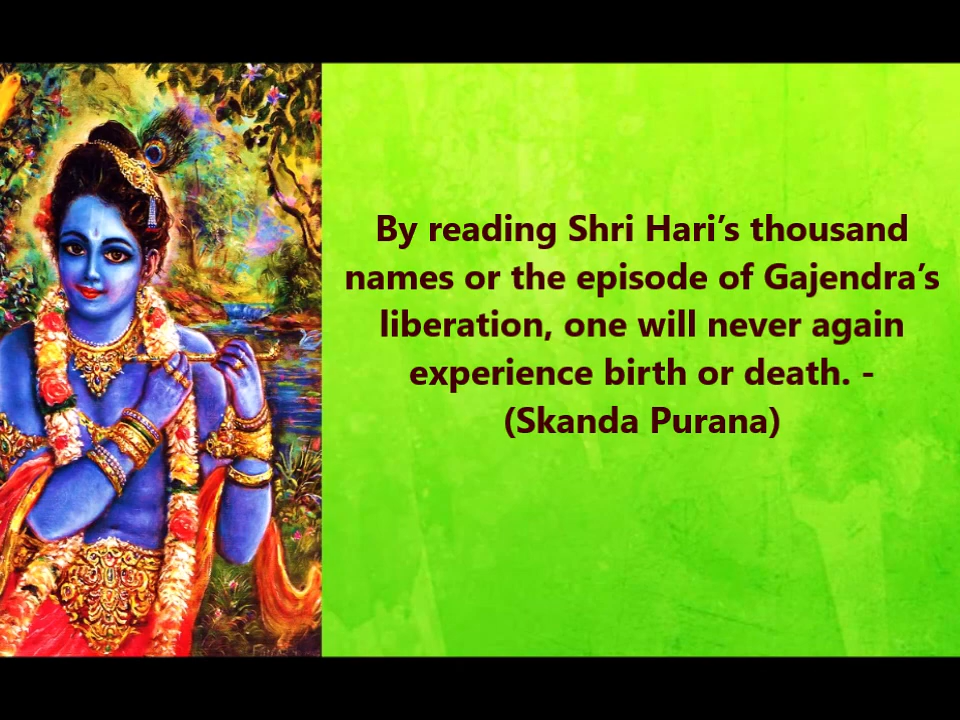 By reading Shri Hari’s thousand
names or the episode of Gajendra’s
liberation, one will never again
experience birth or death. -
(Skanda Purana)